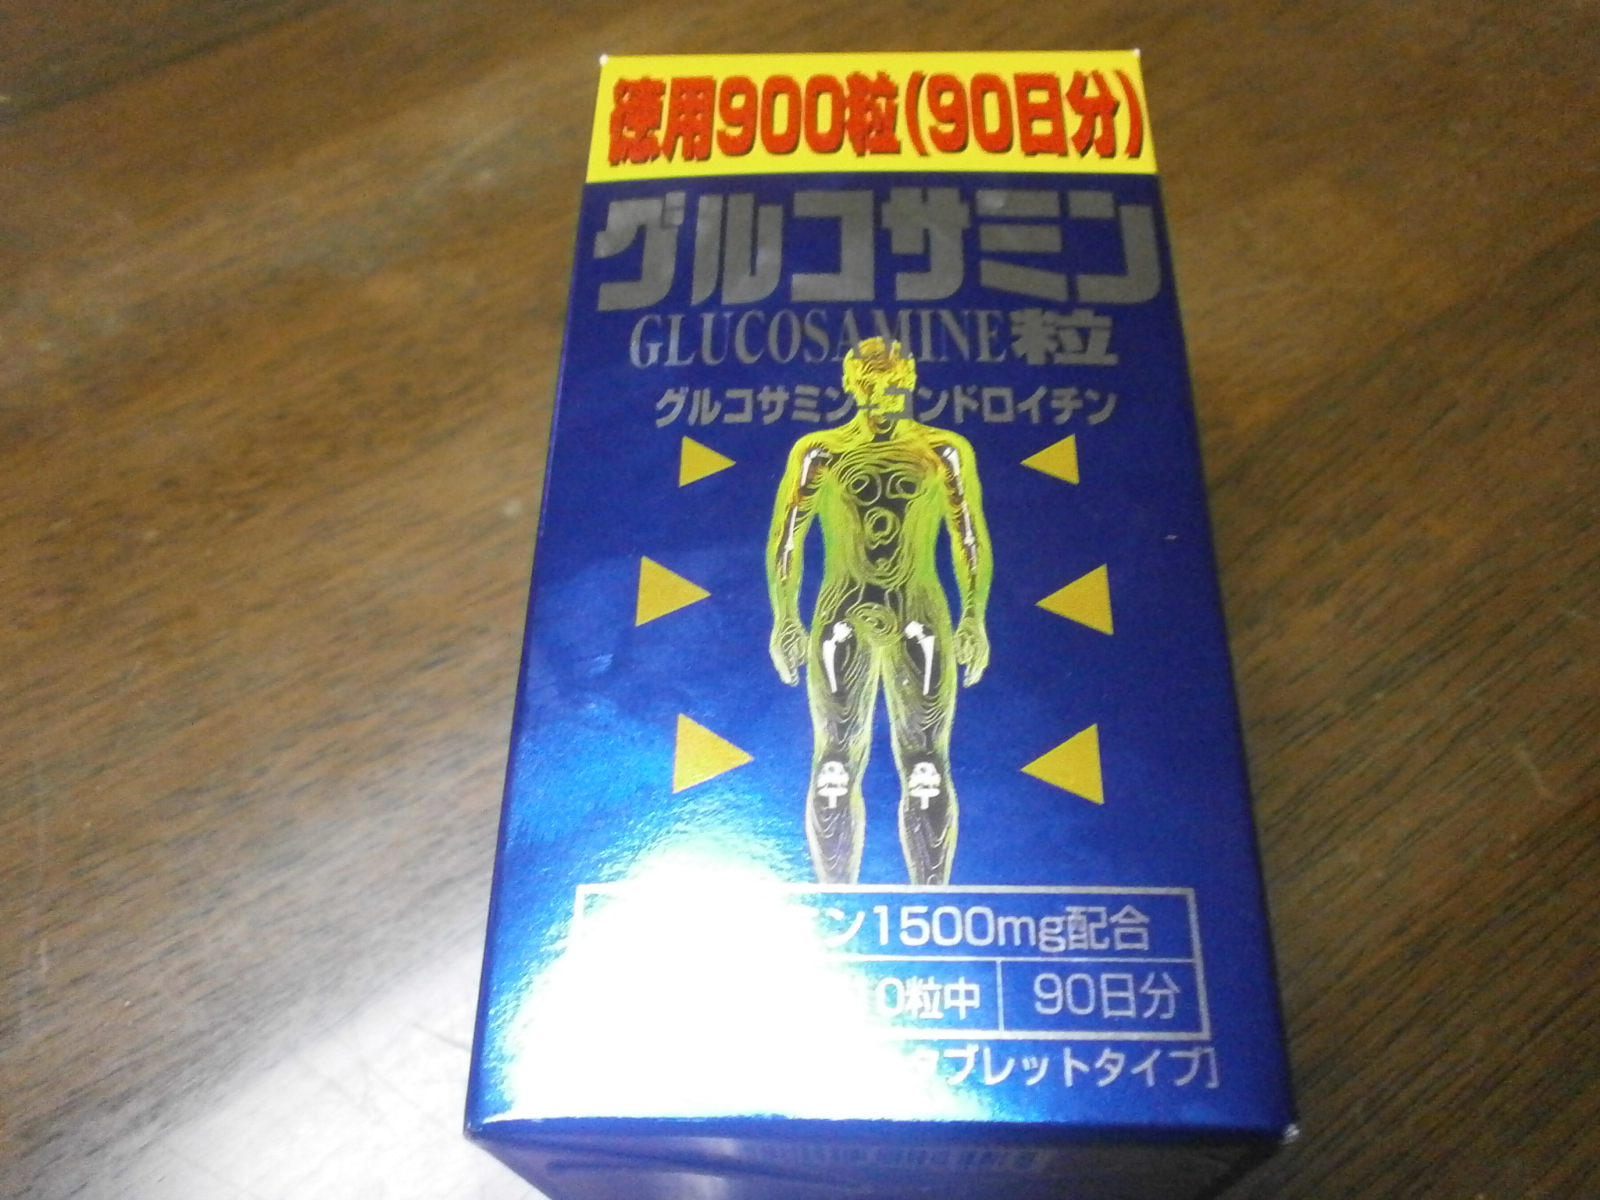 徳用900粒(90日分)
グルコサミン
GLUCOSAMINE粒
グルコサミン コンドロイチン
ン1500mg配合
0粒中 90日分
タブレットタイプ]